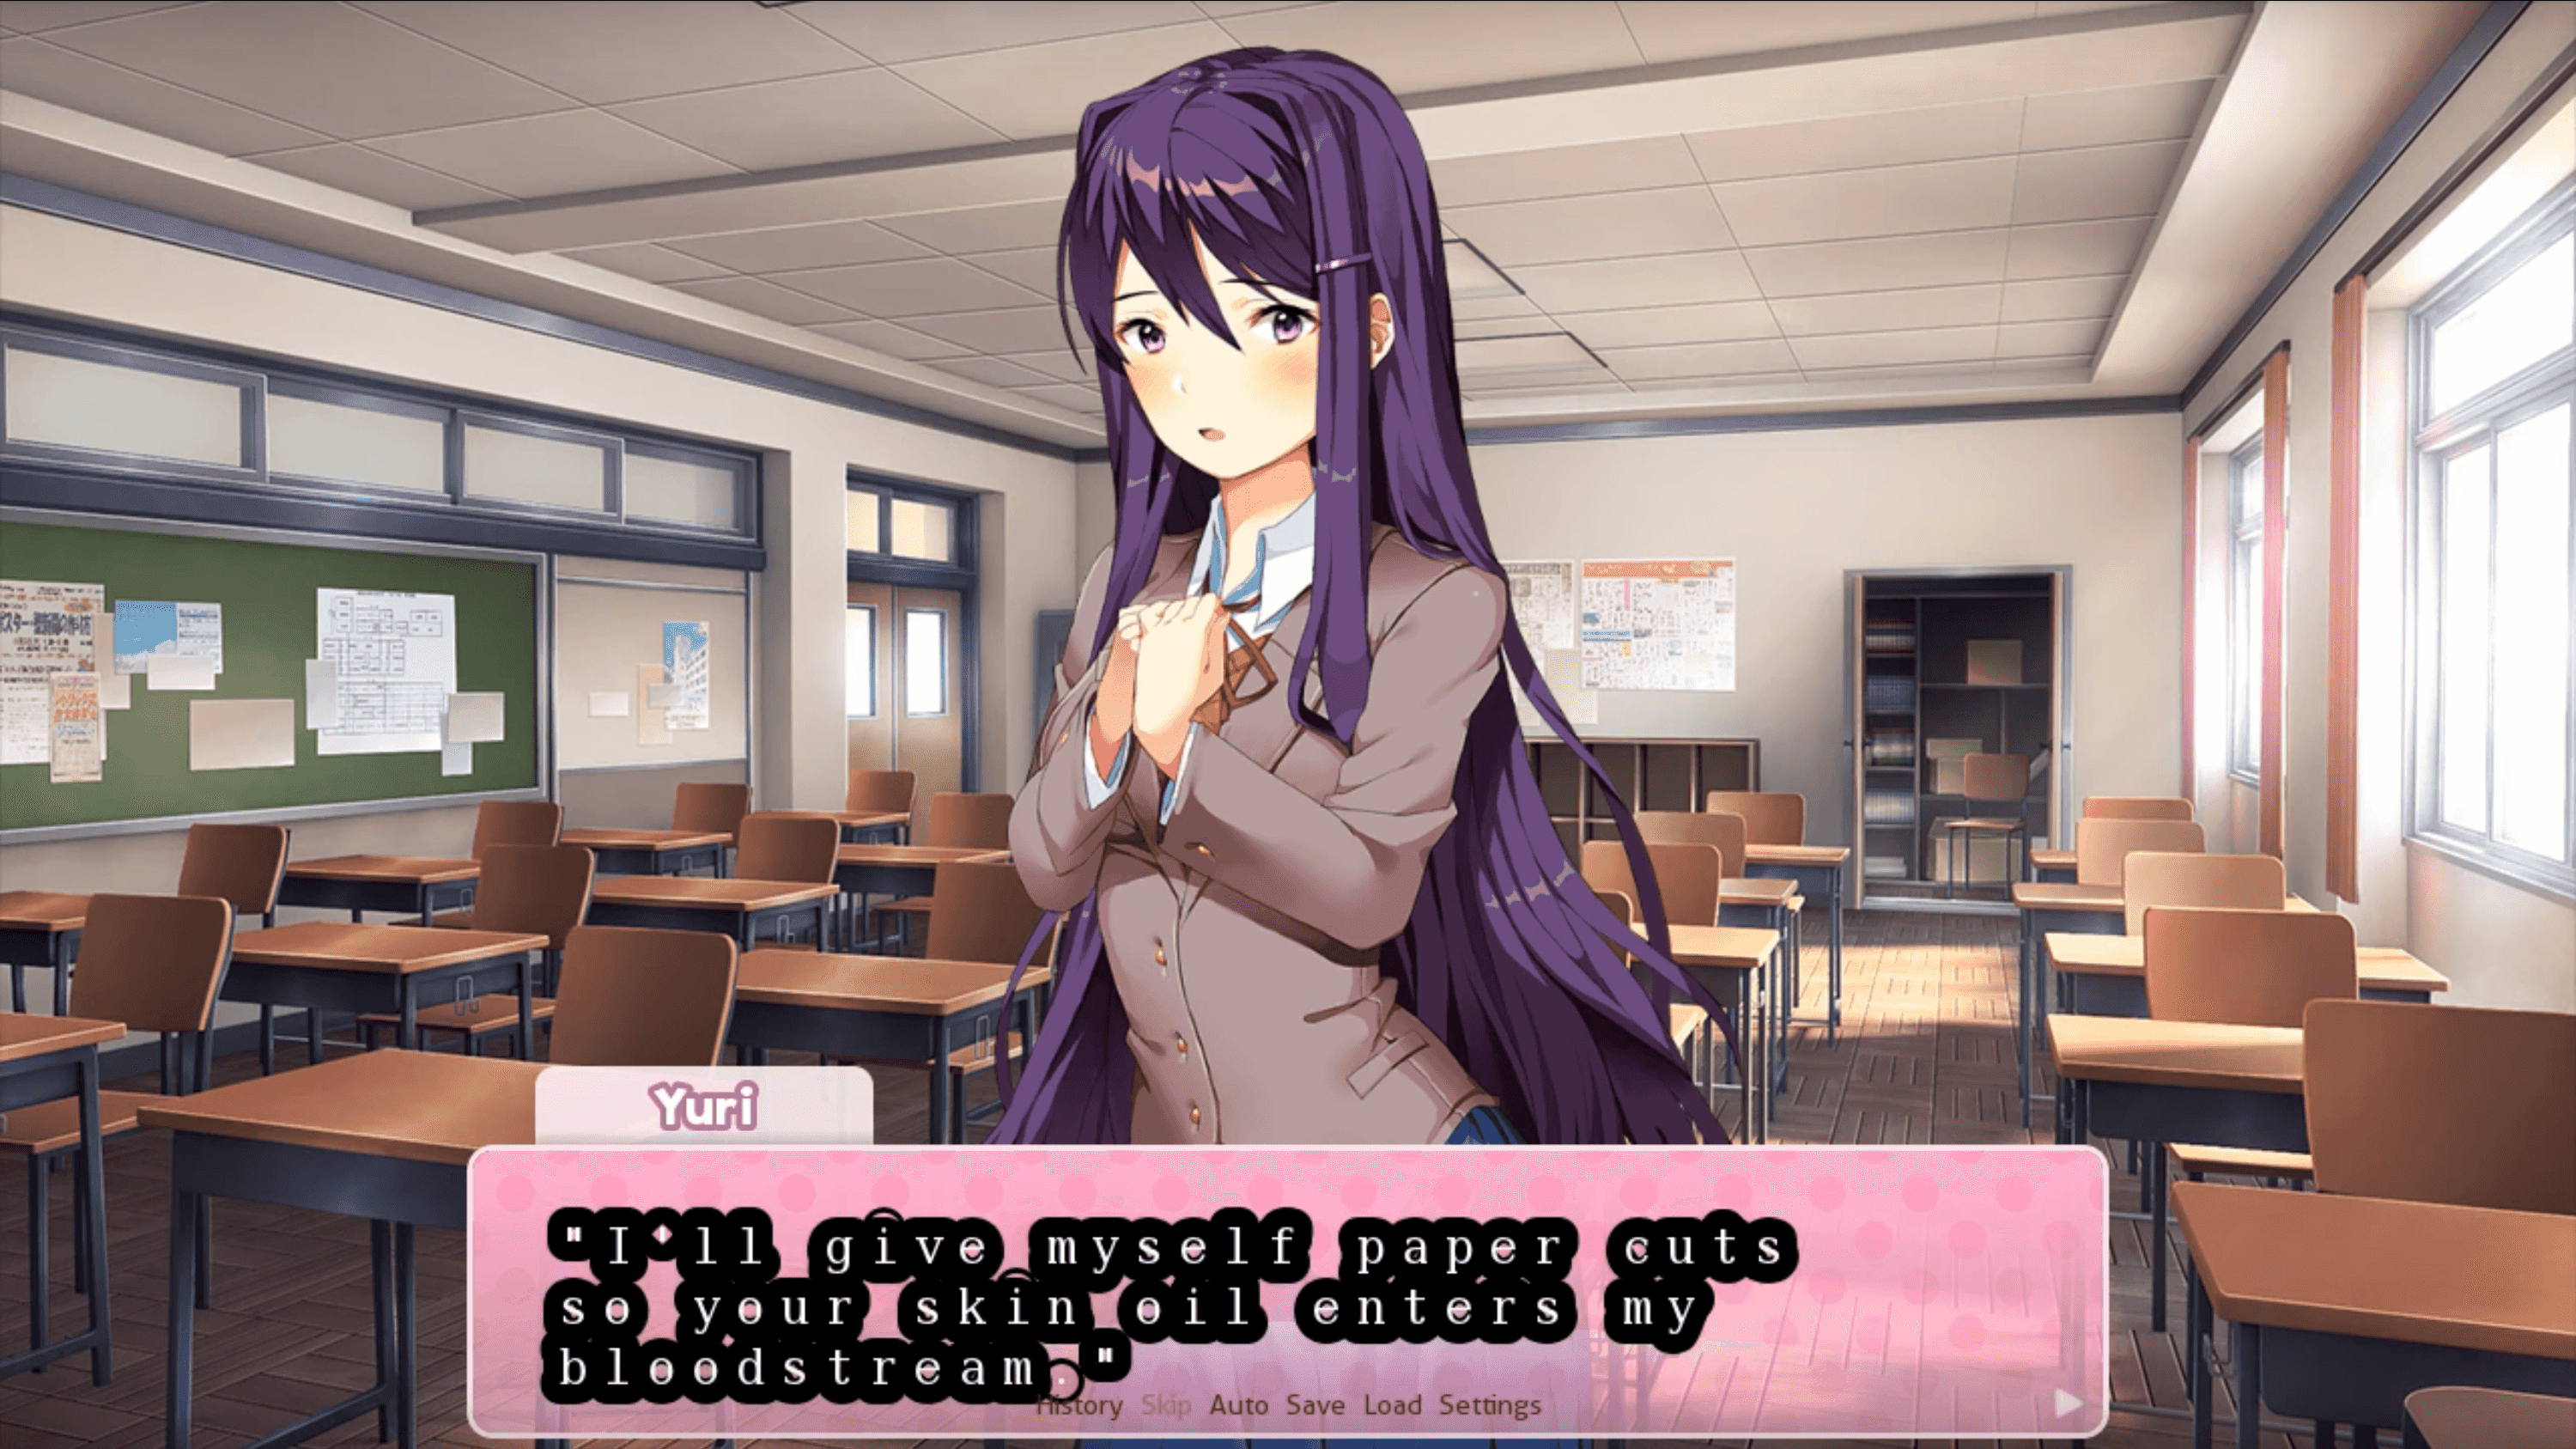 Yuri
"I'll give myself paper cuts
so your skin oil enters my
bloodstream."
History Skip Auto Save Load Settings